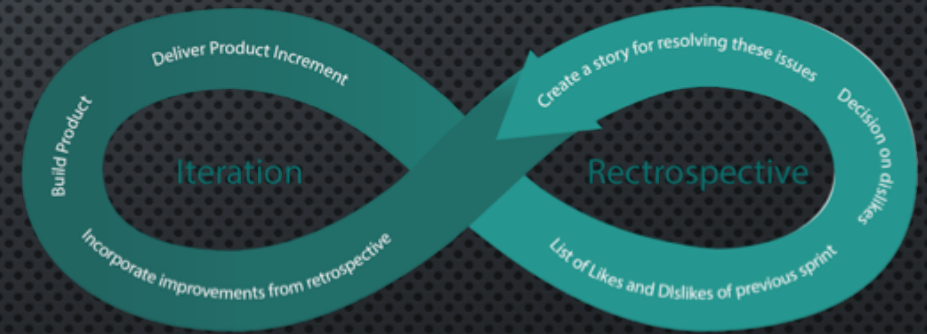 Deliver Product Increment
Build Product
Iteration
Incorporate improvements from retrospective
Create a story for resolving these issues
Decision on dislikes
Rectrospective
List of Likes and DIslikes of previous sprint